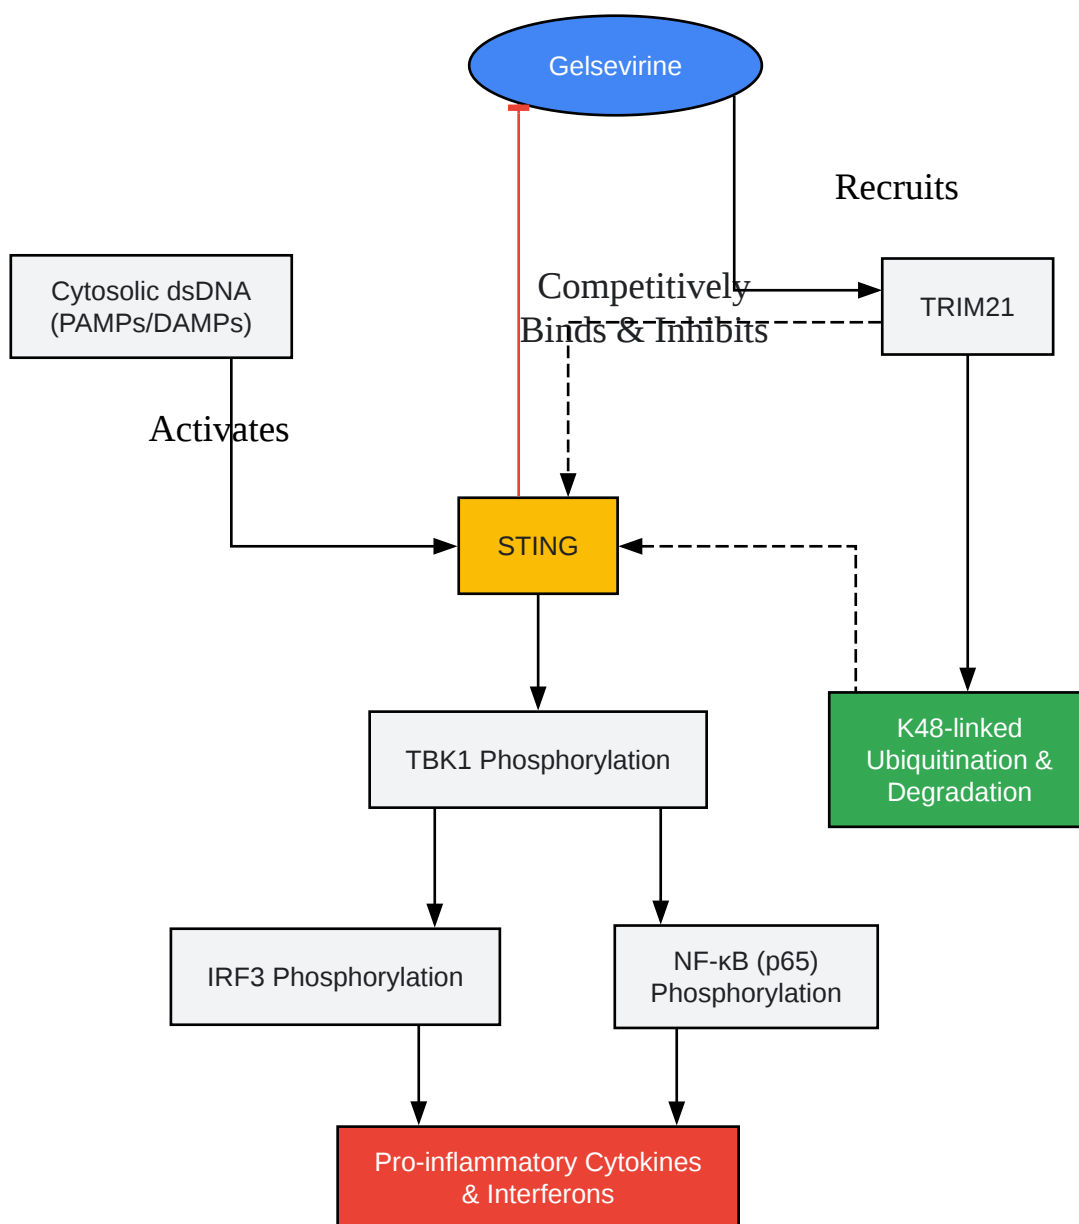 Gelsevirine
Recruits
Cytosolic dsDNA
(PAMPs/DAMPs)
Competitively
Binds & Inhibits
TRIM21
Activates
STING
TBK1 Phosphorylation
K48-linked
Ubiquitination &
Degradation
IRF3 Phosphorylation
NF-κB (p65)
Phosphorylation
Pro-inflammatory Cytokines
& Interferons